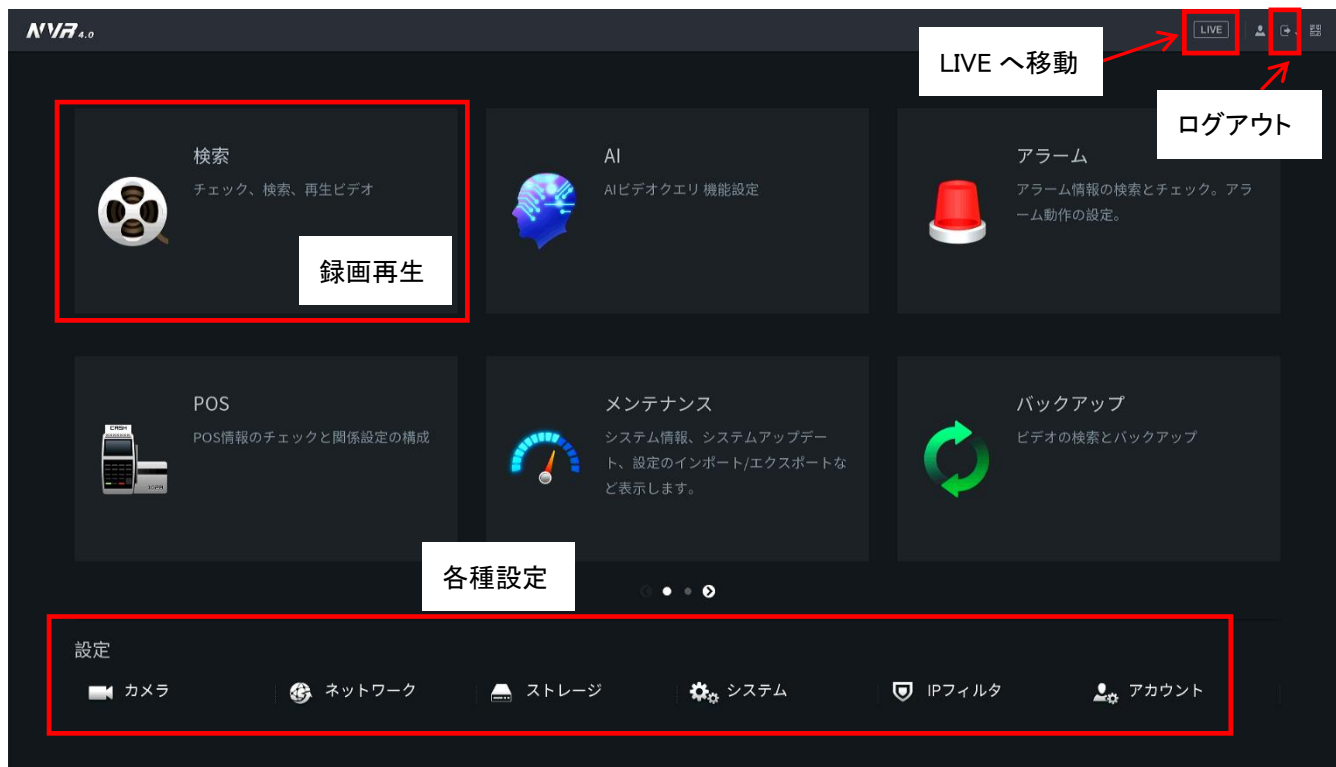 NVR 4.0
LIVE
LIVE へ移動
ログアウト
検索
チェック、検索、再生ビデオ
録画再生
AI
AIビデオクエリ 機能設定
アラーム
アラーム情報の検索とチェック。アラ
ーム動作の設定。
POS
POS情報のチェックと関係設定の構成
メンテナンス
システム情報、システムアップデー
ト、設定のインポート/エクスポートな
ど表示します。
バックアップ
ビデオの検索とバックアップ
各種設定
設定
カメラ
ネットワーク
ストレージ
システム
IPフィルタ
アカウント